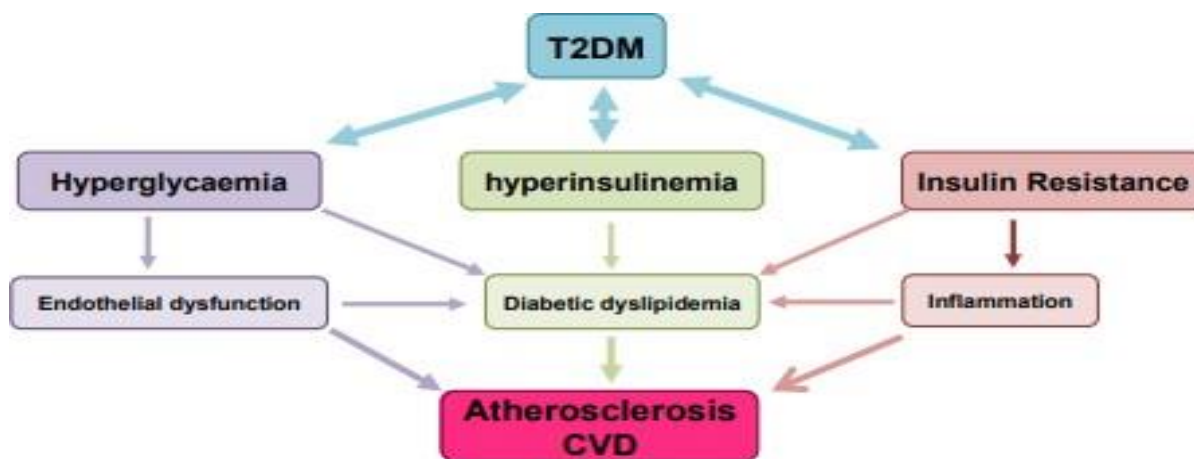 T2DM
Hyperglycaemia
hyperinsulinemia
Insulin Resistance
Endothelial dysfunction
Diabetic dyslipidemia
Inflammation
Atherosclerosis
CVD